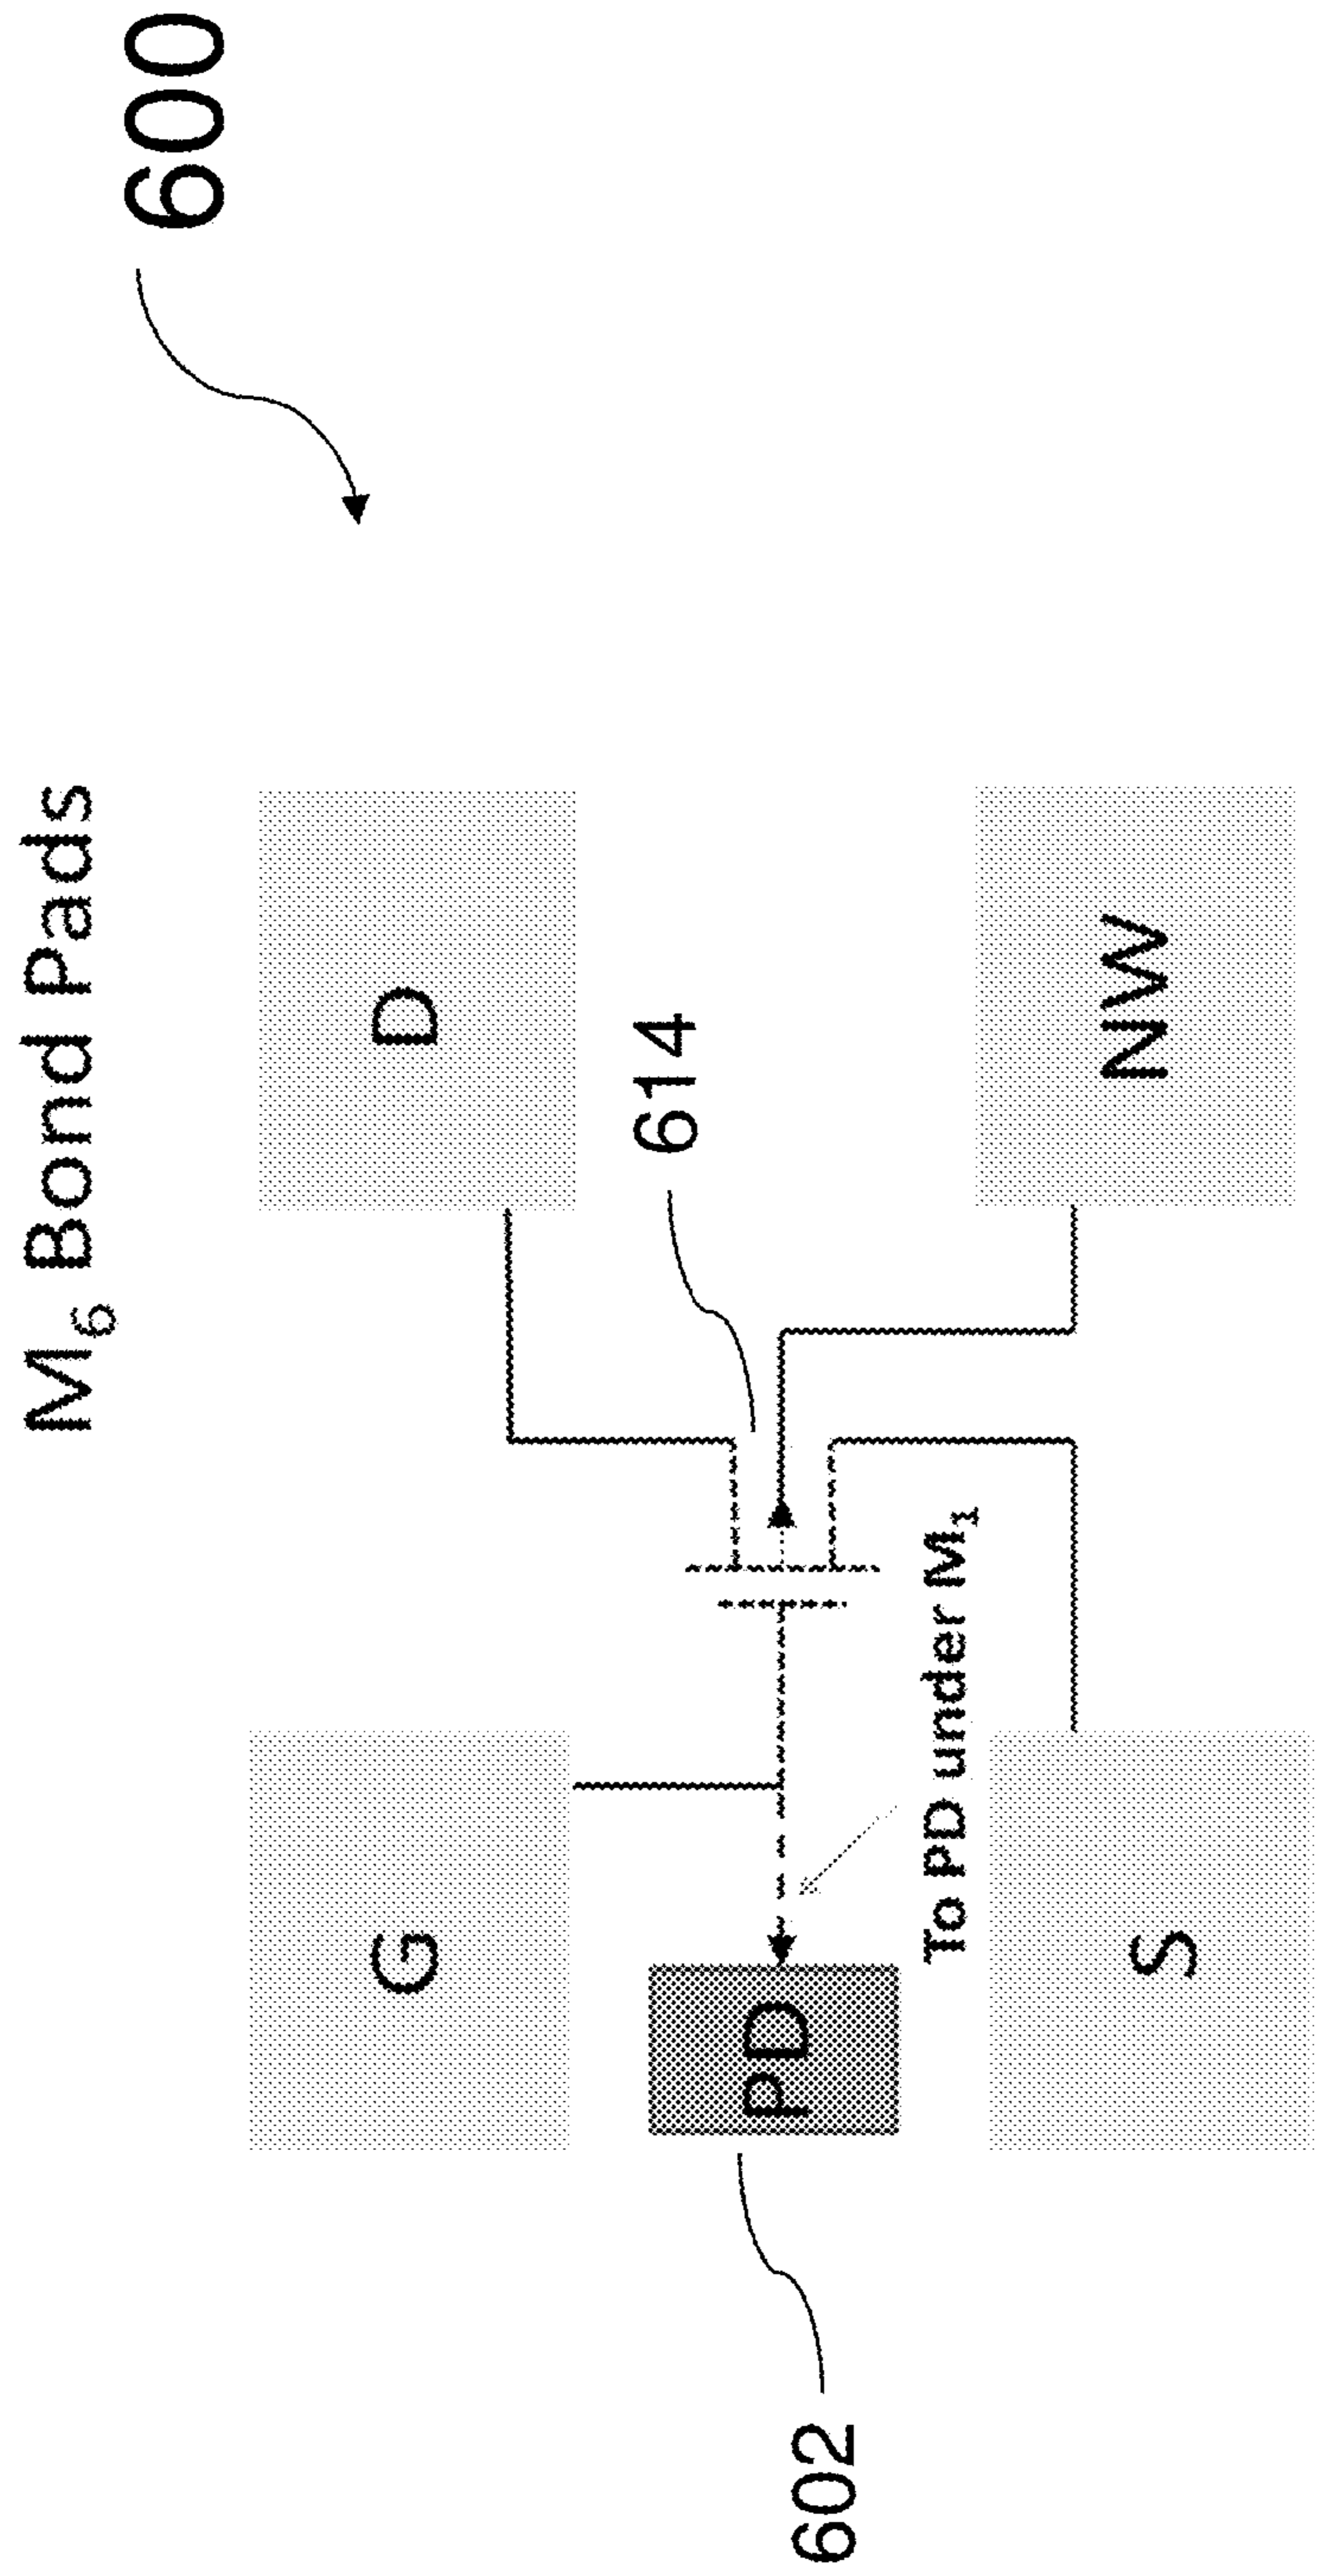 600
M₆ Bond Pads
G
D
614
602
PD
To PD under M₁
S
NW